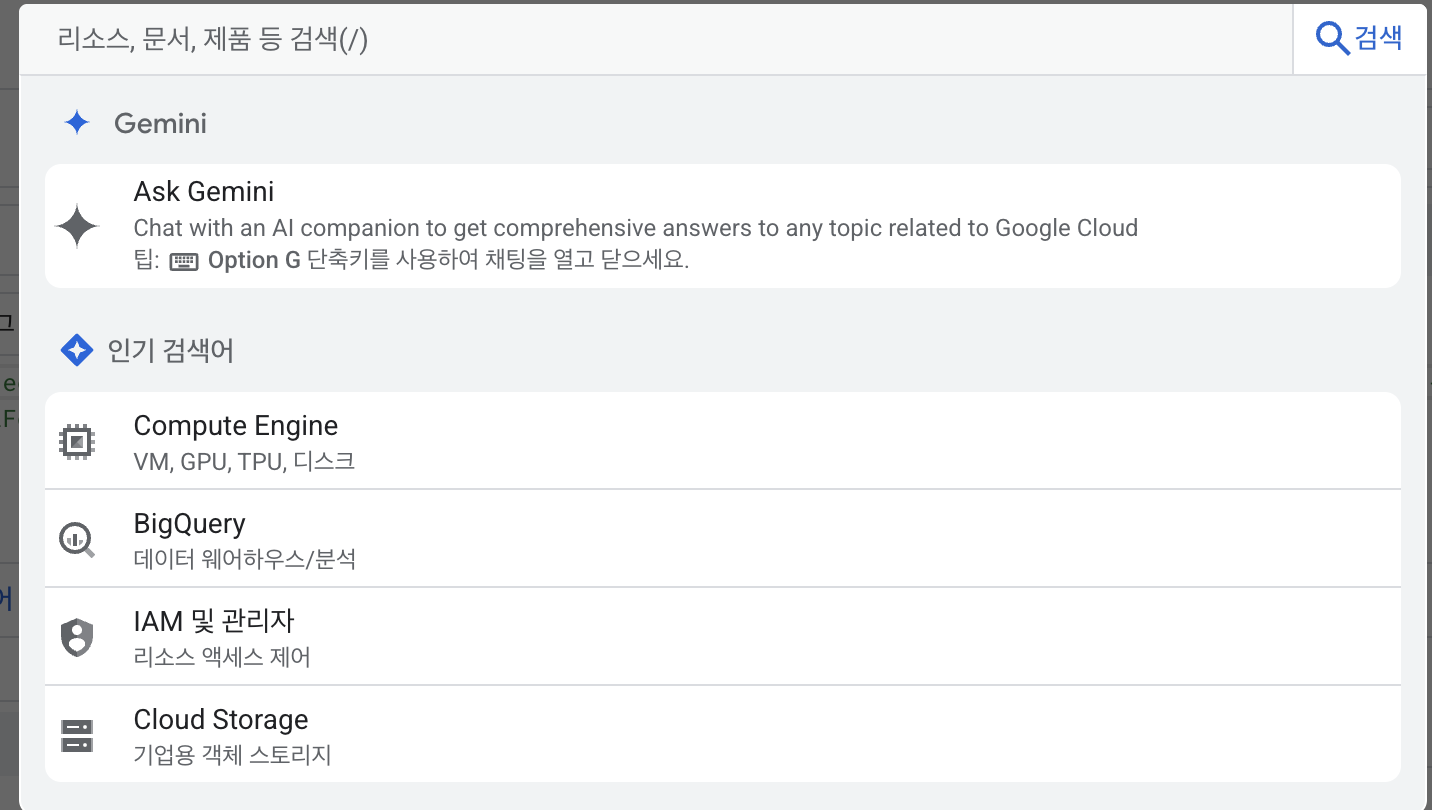 리소스, 문서, 제품 등 검색(/)
검색
Gemini
Ask Gemini
Chat with an AI companion to get comprehensive answers to any topic related to Google Cloud
팁: Option G 단축키를 사용하여 채팅을 열고 닫으세요.
인기 검색어
Compute Engine
VM, GPU, TPU, 디스크
BigQuery
데이터 웨어하우스/분석
IAM 및 관리자
리소스 액세스 제어
Cloud Storage
기업용 객체 스토리지